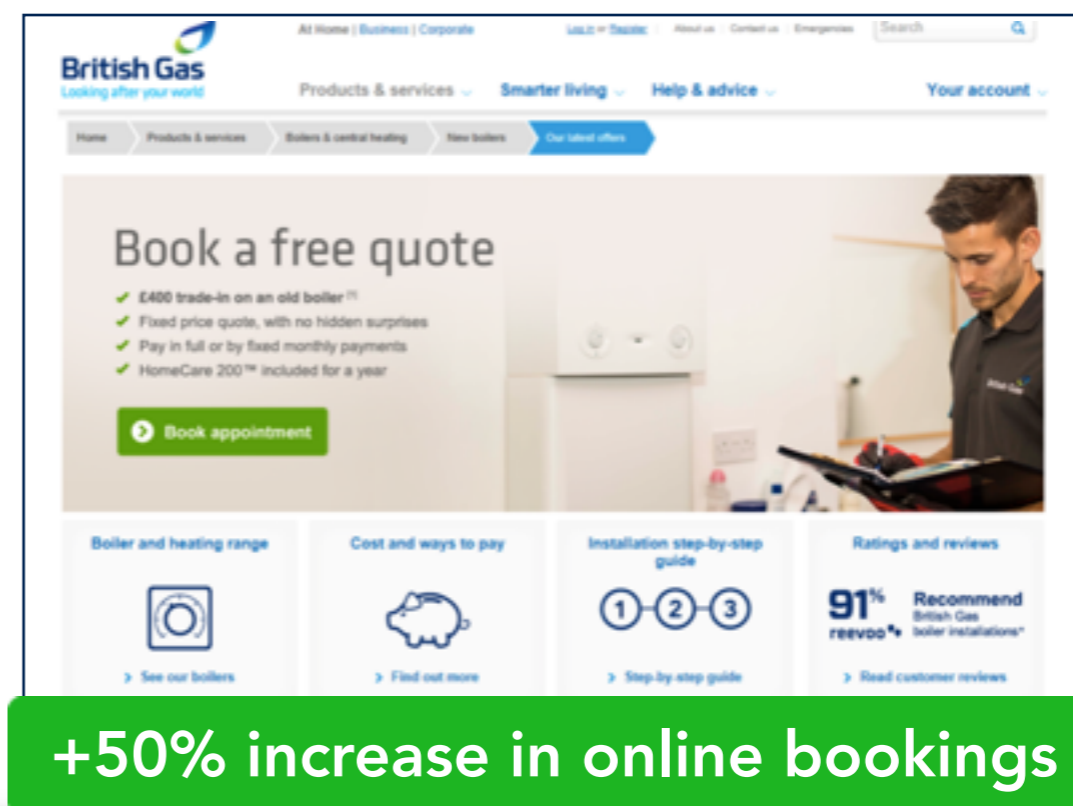 At Home | Business | Corporate
Log in or Register | About us | Contact us | Emergencies
Search
British Gas
Looking after your world
Products & services
Smarter living
Help & advice
Your account
Home
Products & services
Boilers & central heating
New boilers
Our latest offers
Book a free quote
£400 trade-in on an old boiler [1]
Fixed price quote, with no hidden surprises
Pay in full or by fixed monthly payments
HomeCare 200™ included for a year
Book appointment
British Gas
Boiler and heating range
Cost and ways to pay
Installation step-by-step
guide
Ratings and reviews
1 2 3
91%
reevoo
Recommend
British Gas
boiler installations*
See our boilers
Find out more
Step-by-step guide
Read customer reviews
+50% increase in online bookings